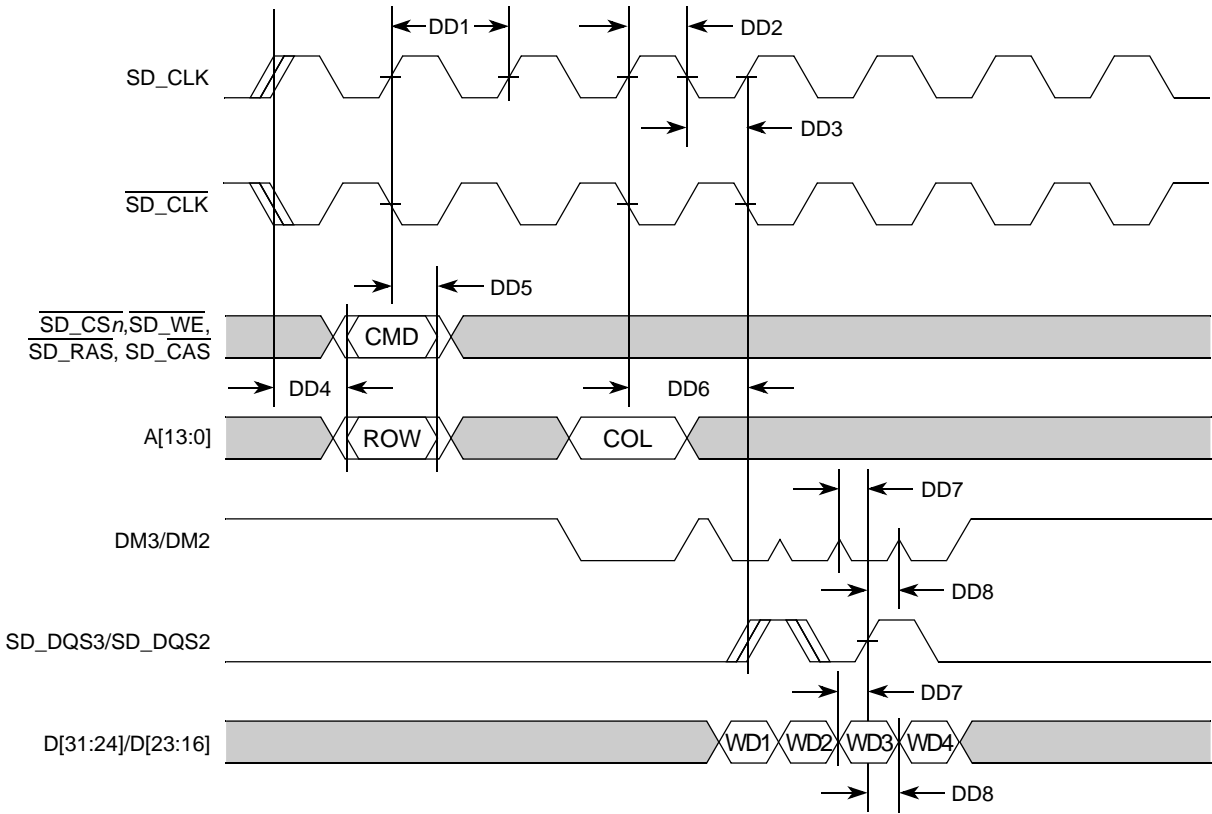 DD1
DD2
SD_CLK
DD3
SD_CLK
DD5
SD_CSn,SD_WE,
SD_RAS, SD_CAS
CMD
DD4
DD6
A[13:0]
ROW
COL
DD7
DM3/DM2
DD8
SD_DQS3/SD_DQS2
DD7
D[31:24]/D[23:16]
WD1
WD2
WD3
WD4
DD8